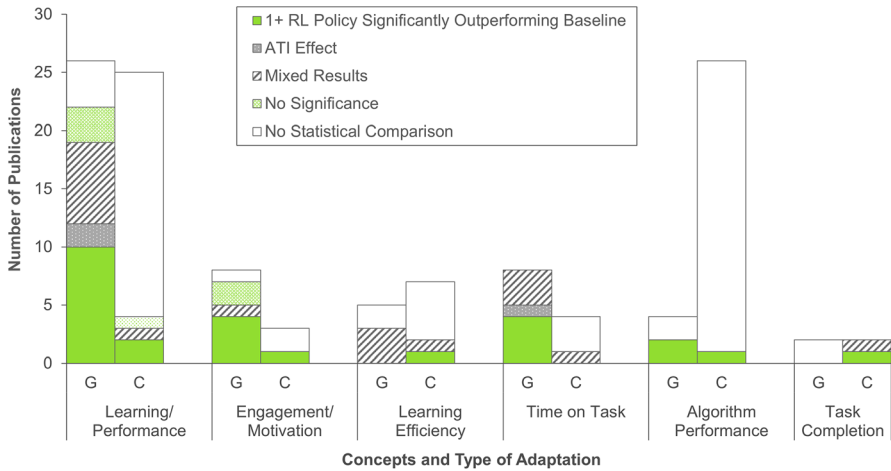 30
25
20
15
10
5
0
Number of Publications
1+ RL Policy Significantly Outperforming Baseline
ATI Effect
Mixed Results
No Significance
No Statistical Comparison
G C G C G C G C G C G C
Learning/ Engagement/ Learning Time on Task Algorithm Task
Performance Motivation Efficiency Performance Completion
Concepts and Type of Adaptation